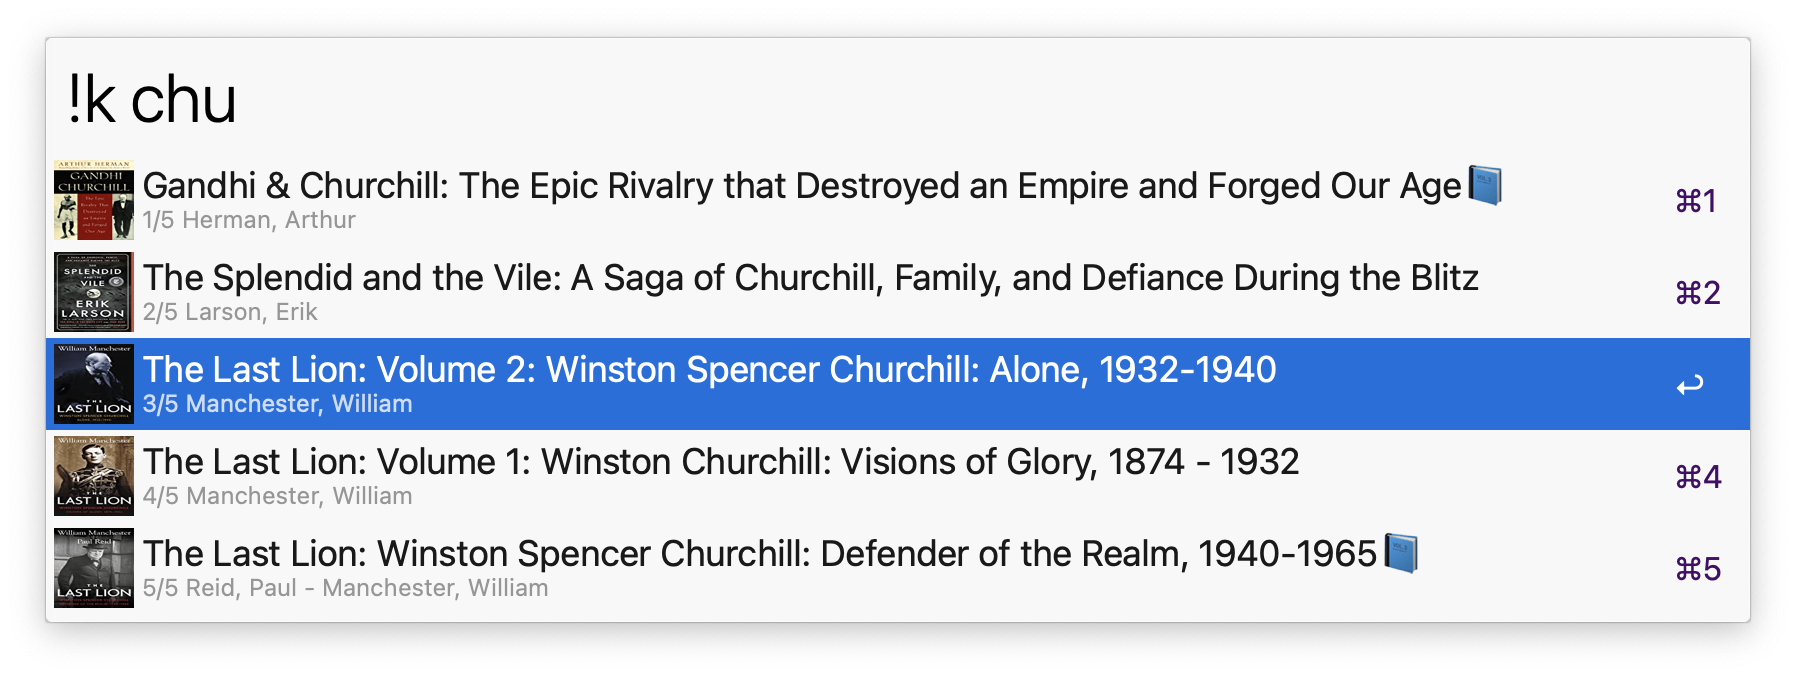 !k chu
ARTHUR HERMAN
GANDHI
CHURCHILL
Gandhi & Churchill: The Epic Rivalry that Destroyed an Empire and Forged Our Age
1/5 Herman, Arthur
⌘1
SPLENDID
VILE
ERIK
LARSON
The Splendid and the Vile: A Saga of Churchill, Family, and Defiance During the Blitz
2/5 Larson, Erik
⌘2
William Manchester
THE
LAST LION
The Last Lion: Volume 2: Winston Spencer Churchill: Alone, 1932-1940
3/5 Manchester, William
William Manchester
THE
LAST LION
The Last Lion: Volume 1: Winston Churchill: Visions of Glory, 1874 - 1932
4/5 Manchester, William
⌘4
William Manchester
Paul Reid
THE
LAST LION
The Last Lion: Winston Spencer Churchill: Defender of the Realm, 1940-1965
5/5 Reid, Paul - Manchester, William
⌘5